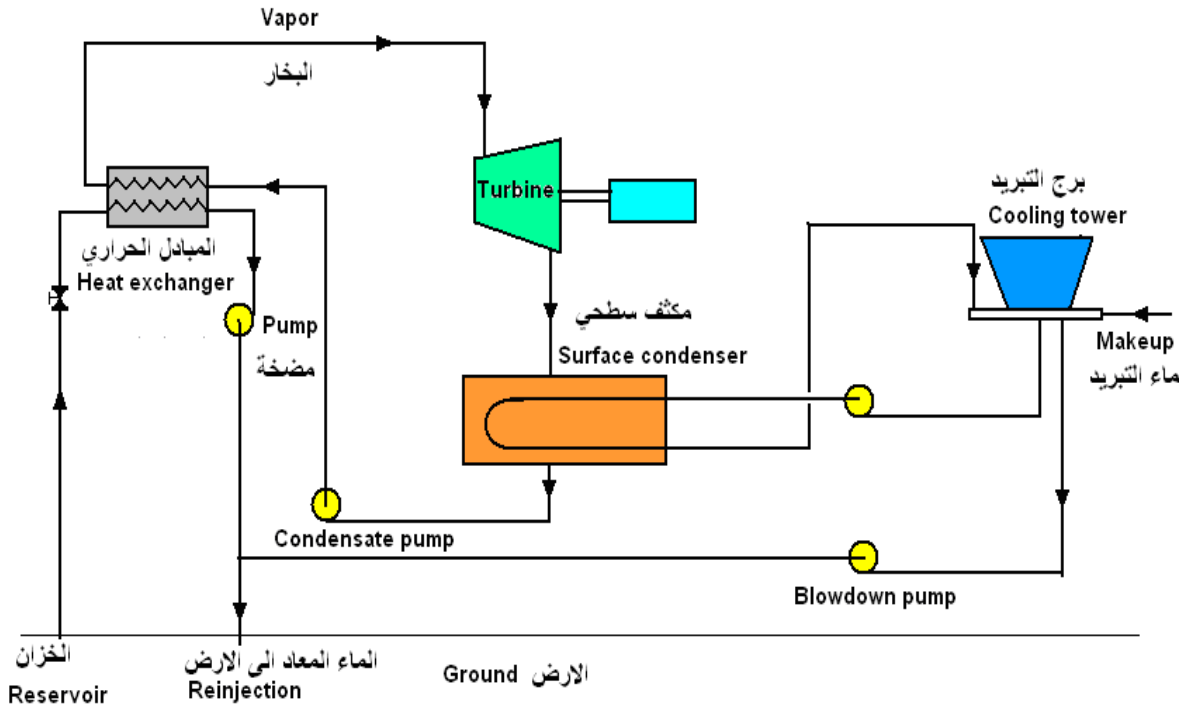 Vapor
البخار
Turbine
برج التبريد
Cooling tower
المبادل الحراري
Heat exchanger
Pump
مضخة
مكثف سطحي
Surface condenser
Makeup
ماء التبريد
Condensate pump
Blowdown pump
الخزان
Reservoir
الماء المعاد الى الارض
Reinjection
Ground الارض